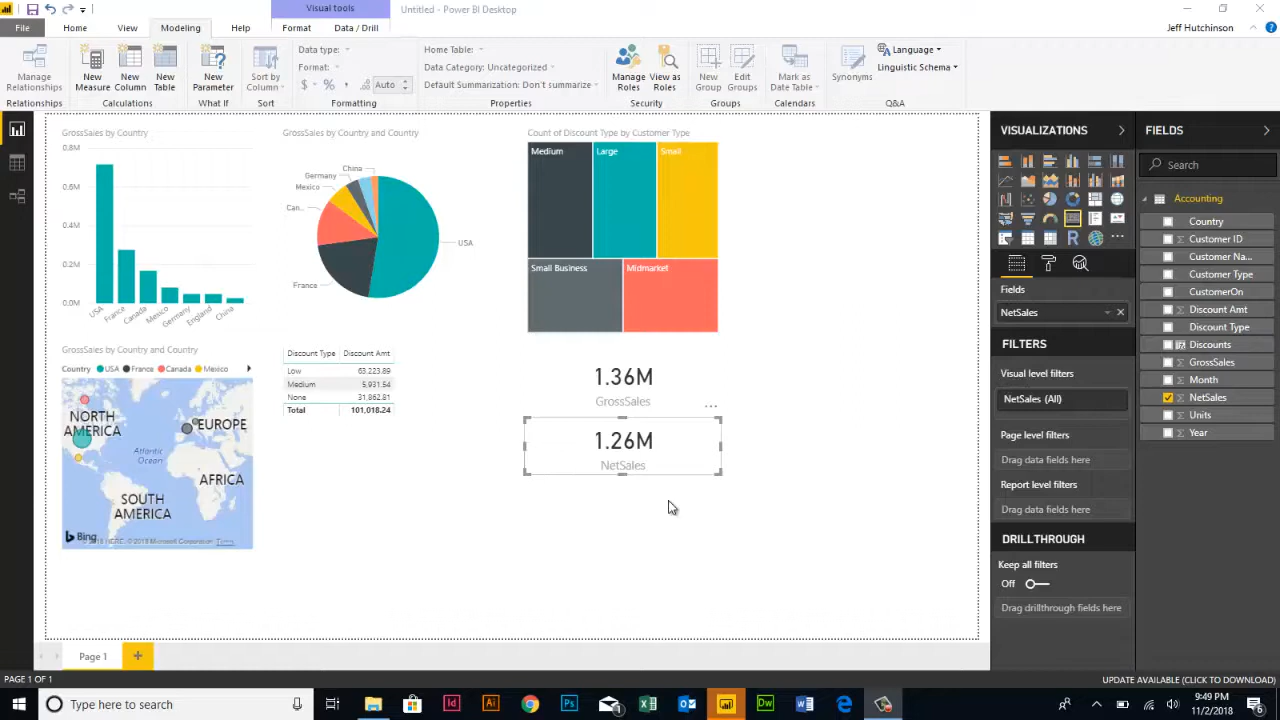 Visual tools
Untitled - Power BI Desktop
File
Home
View
Modeling
Help
Format
Data / Drill
Jeff Hutchinson
Manage
Relationships
New
Measure
New
Column
New
Table
New
Parameter
Sort by
Column
Data type:
Format:
$ % Auto
Home Table:
Data Category: Uncategorized
Default Summarization: Don't summarize
Manage
Roles
View as
Roles
New
Group
Edit
Groups
Mark as
Date Table
Synonyms
Language
Linguistic Schema
Relationships
Calculations
What If
Sort
Formatting
Properties
Security
Groups
Calendars
Q&A
GrossSales by Country
0.8M
0.6M
0.4M
0.2M
0.0M
USA
France
Canada
Mexico
Germany
England
China
GrossSales by Country and Country
China
Germany
Mexico
Can...
France
USA
Count of Discount Type by Customer Type
Medium
Large
Small
Small Business
Midmarket
GrossSales by Country and Country
Country USA France Canada Mexico
NORTH
AMERICA
EUROPE
Atlantic
Ocean
AFRICA
SOUTH
AMERICA
Bing
© 2018 HERE, © 2018 Microsoft Corporation Terms
Discount Type Discount Amt
Low 63,223.89
Medium 5,931.54
None 31,862.81
Total 101,018.24
1.36M
GrossSales
...
1.26M
NetSales
VISUALIZATIONS
R
...
Fields
NetSales
FILTERS
Visual level filters
NetSales (All)
Page level filters
Drag data fields here
Report level filters
Drag data fields here
DRILLTHROUGH
Keep all filters
Off
Drag drillthrough fields here
FIELDS
Search
Accounting
Country
Σ Customer ID
Customer Na...
Customer Type
CustomerOn
Σ Discount Amt
Discount Type
Discounts
Σ GrossSales
Month
Σ NetSales
Σ Units
Σ Year
Page 1
+
PAGE 1 OF 1
UPDATE AVAILABLE (CLICK TO DOWNLOAD)
Type here to search
9:49 PM
11/2/2018